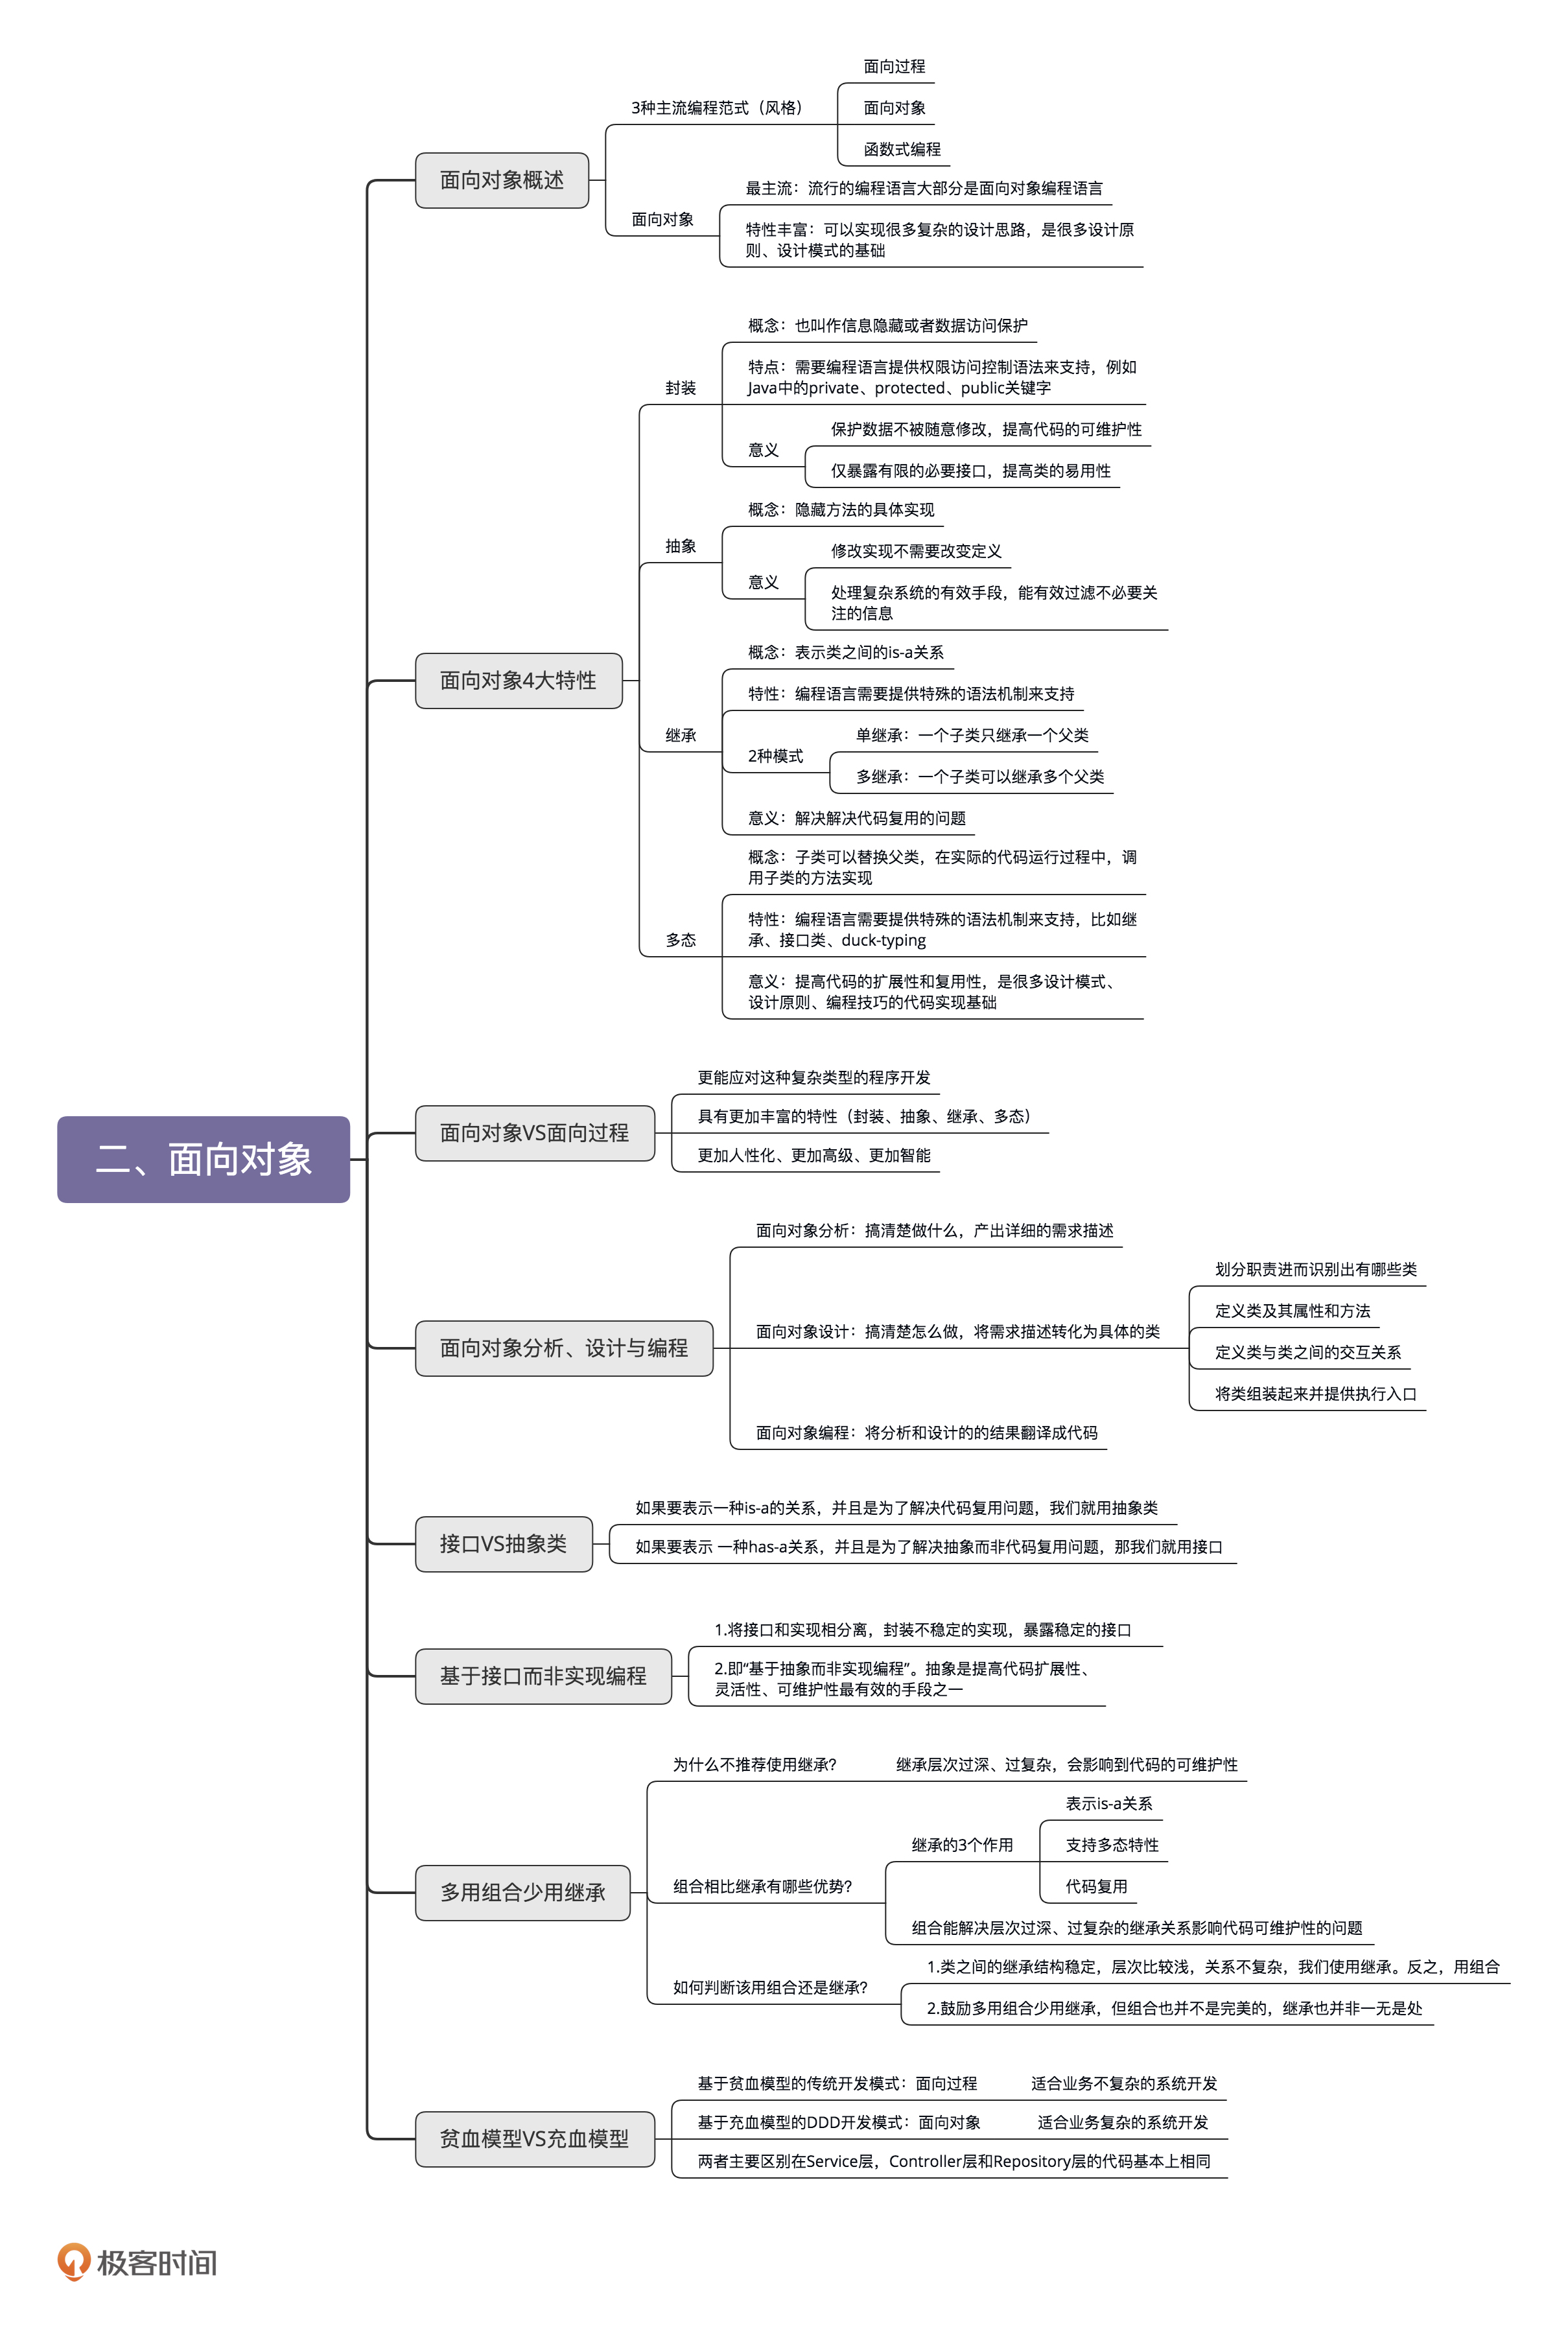 二、面向对象
面向对象概述
3种主流编程范式（风格）
面向过程
面向对象
函数式编程
面向对象
最主流：流行的编程语言大部分是面向对象编程语言
特性丰富：可以实现很多复杂的设计思路，是很多设计原
则、设计模式的基础
面向对象4大特性
封装
概念：也叫作信息隐藏或者数据访问保护
特点：需要编程语言提供权限访问控制语法来支持，例如
Java中的private、protected、public关键字
意义
保护数据不被随意修改，提高代码的可维护性
仅暴露有限的必要接口，提高类的易用性
抽象
概念：隐藏方法的具体实现
意义
修改实现不需要改变定义
处理复杂系统的有效手段，能有效过滤不必要关
注的信息
继承
概念：表示类之间的is-a关系
特性：编程语言需要提供特殊的语法机制来支持
2种模式
单继承：一个子类只继承一个父类
多继承：一个子类可以继承多个父类
意义：解决解决代码复用的问题
多态
概念：子类可以替换父类，在实际的代码运行过程中，调
用子类的方法实现
特性：编程语言需要提供特殊的语法机制来支持，比如继
承、接口类、duck-typing
意义：提高代码的扩展性和复用性，是很多设计模式、
设计原则、编程技巧的代码实现基础
面向对象VS面向过程
更能应对这种复杂类型的程序开发
具有更加丰富的特性（封装、抽象、继承、多态）
更加人性化、更加高级、更加智能
面向对象分析、设计与编程
面向对象分析：搞清楚做什么，产出详细的需求描述
面向对象设计：搞清楚怎么做，将需求描述转化为具体的类
划分职责进而识别出有哪些类
定义类及其属性和方法
定义类与类之间的交互关系
将类组装起来并提供执行入口
面向对象编程：将分析和设计的的结果翻译成代码
接口VS抽象类
如果要表示一种is-a的关系，并且是为了解决代码复用问题，我们就用抽象类
如果要表示 一种has-a关系，并且是为了解决抽象而非代码复用问题，那我们就用接口
基于接口而非实现编程
1.将接口和实现相分离，封装不稳定的实现，暴露稳定的接口
2.即“基于抽象而非实现编程”。抽象是提高代码扩展性、
灵活性、可维护性最有效的手段之一
多用组合少用继承
为什么不推荐使用继承？
继承层次过深、过复杂，会影响到代码的可维护性
组合相比继承有哪些优势？
继承的3个作用
表示is-a关系
支持多态特性
代码复用
组合能解决层次过深、过复杂的继承关系影响代码可维护性的问题
如何判断该用组合还是继承？
1.类之间的继承结构稳定，层次比较浅，关系不复杂，我们使用继承。反之，用组合
2.鼓励多用组合少用继承，但组合也并不是完美的，继承也并非一无是处
贫血模型VS充血模型
基于贫血模型的传统开发模式：面向过程
适合业务不复杂的系统开发
基于充血模型的DDD开发模式：面向对象
适合业务复杂的系统开发
两者主要区别在Service层，Controller层和Repository层的代码基本上相同
极客时间